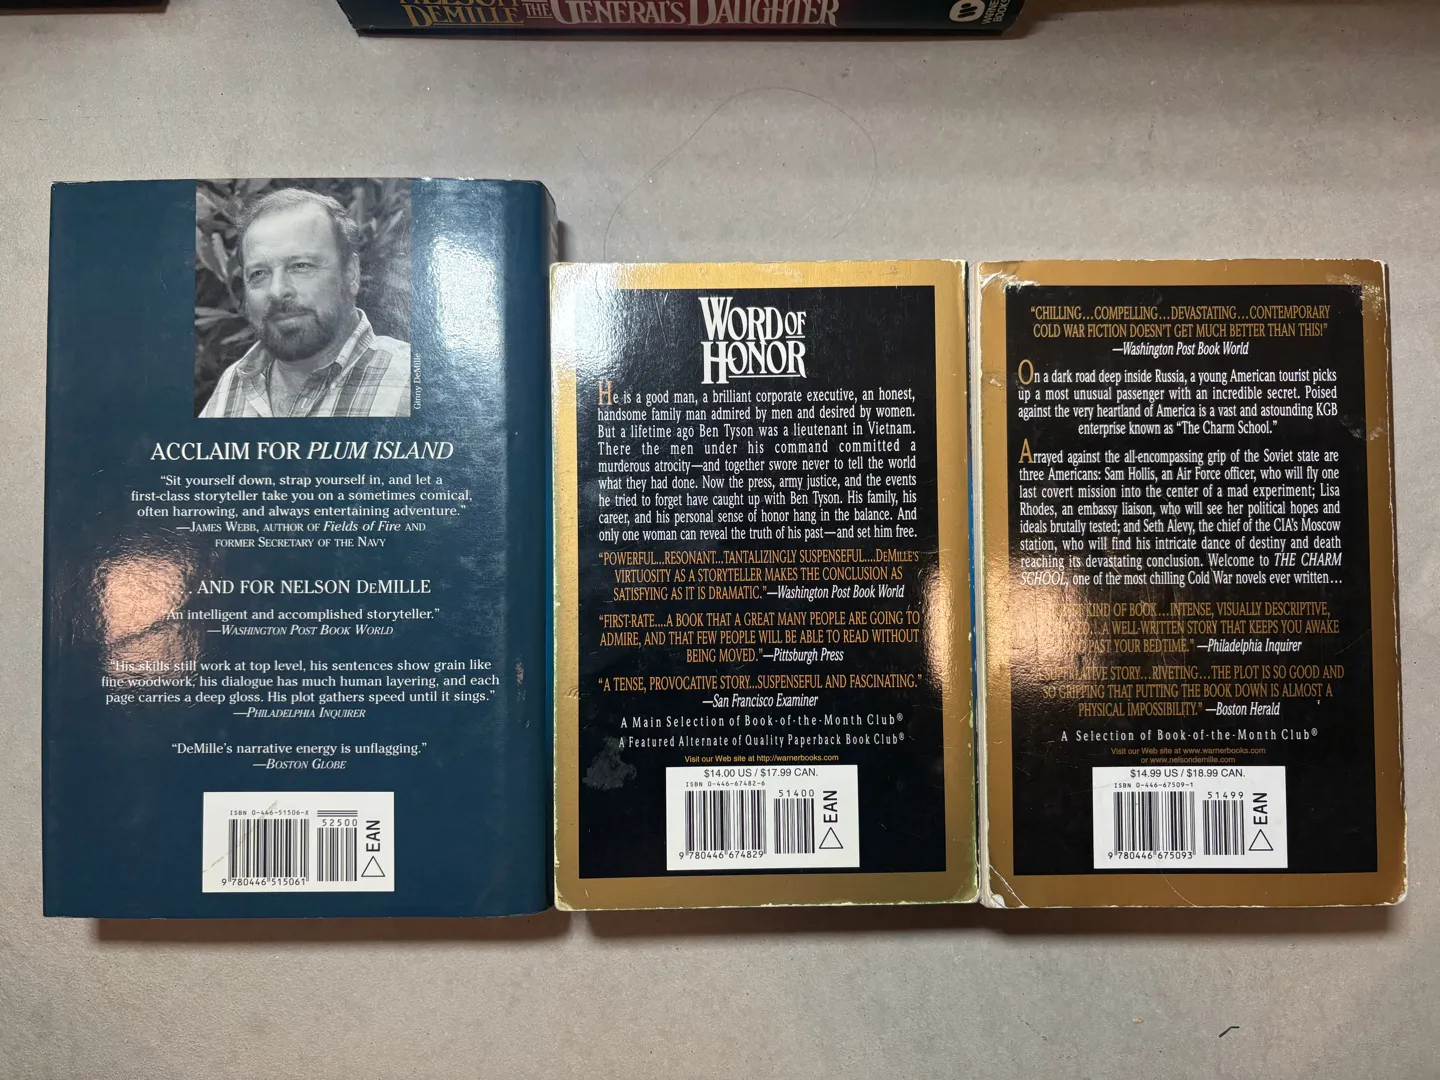 NELSON
DEMILLE
THE GENERAL'S DAUGHTER
WARNER
BOOKS
Ginny DeMille
ACCLAIM FOR PLUM ISLAND
“Sit yourself down, strap yourself in, and let a
first-class storyteller take you on a sometimes comical,
often harrowing, and always entertaining adventure.”
—JAMES WEBB, AUTHOR OF Fields of Fire AND
FORMER SECRETARY OF THE NAVY
. AND FOR NELSON DEMILLE
“An intelligent and accomplished storyteller.”
—WASHINGTON POST BOOK WORLD
“His skills still work at top level, his sentences show grain like
fine woodwork, his dialogue has much human layering, and each
page carries a deep gloss. His plot gathers speed until it sings.”
—PHILADELPHIA INQUIRER
“DeMille’s narrative energy is unflagging.”
—BOSTON GLOBE
ISBN 0-446-51506-X
52500
EAN
9 780446 515061
WORD OF
HONOR
He is a good man, a brilliant corporate executive, an honest,
handsome family man admired by men and desired by women.
But a lifetime ago Ben Tyson was a lieutenant in Vietnam.
There the men under his command committed a
murderous atrocity—and together swore never to tell the world
what they had done. Now the press, army justice, and the events
he tried to forget have caught up with Ben Tyson. His family, his
career, and his personal sense of honor hang in the balance. And
only one woman can reveal the truth of his past—and set him free.
“POWERFUL...RESONANT...TANTALIZINGLY SUSPENSEFUL....DEMILLE’S
VIRTUOSITY AS A STORYTELLER MAKES THE CONCLUSION AS
SATISFYING AS IT IS DRAMATIC.”—Washington Post Book World
“FIRST-RATE....A BOOK THAT A GREAT MANY PEOPLE ARE GOING TO
ADMIRE, AND THAT FEW PEOPLE WILL BE ABLE TO READ WITHOUT
BEING MOVED.”—Pittsburgh Press
“A TENSE, PROVOCATIVE STORY...SUSPENSEFUL AND FASCINATING.”
—San Francisco Examiner
A Main Selection of Book-of-the-Month Club®
A Featured Alternate of Quality Paperback Book Club®
Visit our Web site at http://warnerbooks.com
$14.00 US / $17.99 CAN.
ISBN 0-446-67482-6
51400
EAN
9 780446 674829
“CHILLING...COMPELLING...DEVASTATING...CONTEMPORARY
COLD WAR FICTION DOESN’T GET MUCH BETTER THAN THIS!”
—Washington Post Book World
On a dark road deep inside Russia, a young American tourist picks
up a most unusual passenger with an incredible secret. Poised
against the very heartland of America is a vast and astounding KGB
enterprise known as “The Charm School.”
Arrayed against the all-encompassing grip of the Soviet state are
three Americans: Sam Hollis, an Air Force officer, who will fly one
last covert mission into the center of a mad experiment; Lisa
Rhodes, an embassy liaison, who will see her political hopes and
ideals brutally tested; and Seth Alevy, the chief of the CIA’s Moscow
station, who will find his intricate dance of destiny and death
reaching its devastating conclusion. Welcome to THE CHARM
SCHOOL, one of the most chilling Cold War novels ever written...
KIND OF BOOK...INTENSE, VISUALLY DESCRIPTIVE,
...A WELL-WRITTEN STORY THAT KEEPS YOU AWAKE
PAST YOUR BEDTIME.” —Philadelphia Inquirer
STORY...RIVETING...THE PLOT IS SO GOOD AND
SO GRIPPING THAT PUTTING THE BOOK DOWN IS ALMOST A
PHYSICAL IMPOSSIBILITY.” —Boston Herald
A Selection of Book-of-the-Month Club®
Visit our Web site at www.warnerbooks.com
or www.nelsondemille.com
$14.99 US / $18.99 CAN.
ISBN 0-446-67509-1
51499
EAN
9 780446 675093